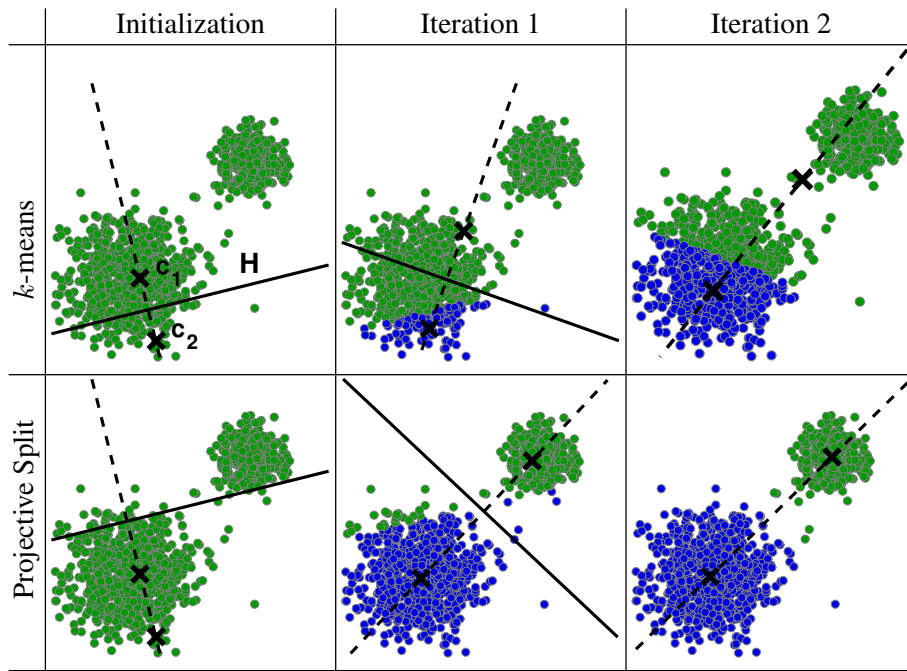 Initialization Iteration 1 Iteration 2
k-means
c1
H
c2
Projective Split